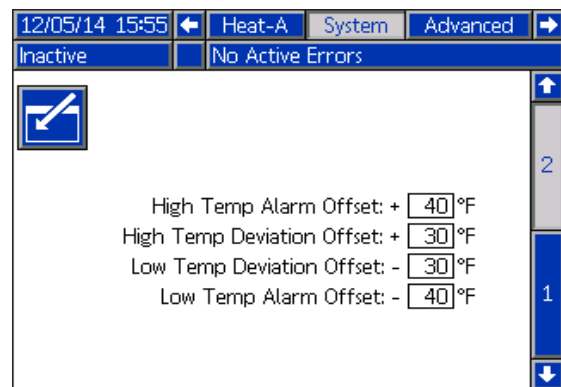 12/05/14 15:55 Heat-A System Advanced
Inactive No Active Errors
2
High Temp Alarm Offset: + 40 °F
High Temp Deviation Offset: + 30 °F
Low Temp Deviation Offset: - 30 °F
Low Temp Alarm Offset: - 40 °F
1